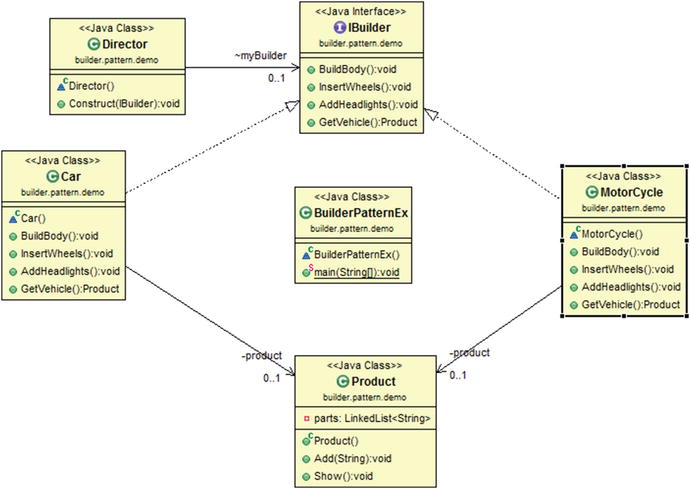 <<Java Class>>
Director
builder.pattern.demo
Director()
Construct(IBuilder):void
~myBuilder
0..1
<<Java Interface>>
IBuilder
builder.pattern.demo
BuildBody():void
InsertWheels():void
AddHeadlights():void
GetVehicle():Product
<<Java Class>>
Car
builder.pattern.demo
Car()
BuildBody():void
InsertWheels():void
AddHeadlights():void
GetVehicle():Product
<<Java Class>>
BuilderPatternEx
builder.pattern.demo
BuilderPatternEx()
main(String[]):void
<<Java Class>>
MotorCycle
builder.pattern.demo
MotorCycle()
BuildBody():void
InsertWheels():void
AddHeadlights():void
GetVehicle():Product
-product
0..1
-product
0..1
<<Java Class>>
Product
builder.pattern.demo
parts: LinkedList<String>
Product()
Add(String):void
Show():void